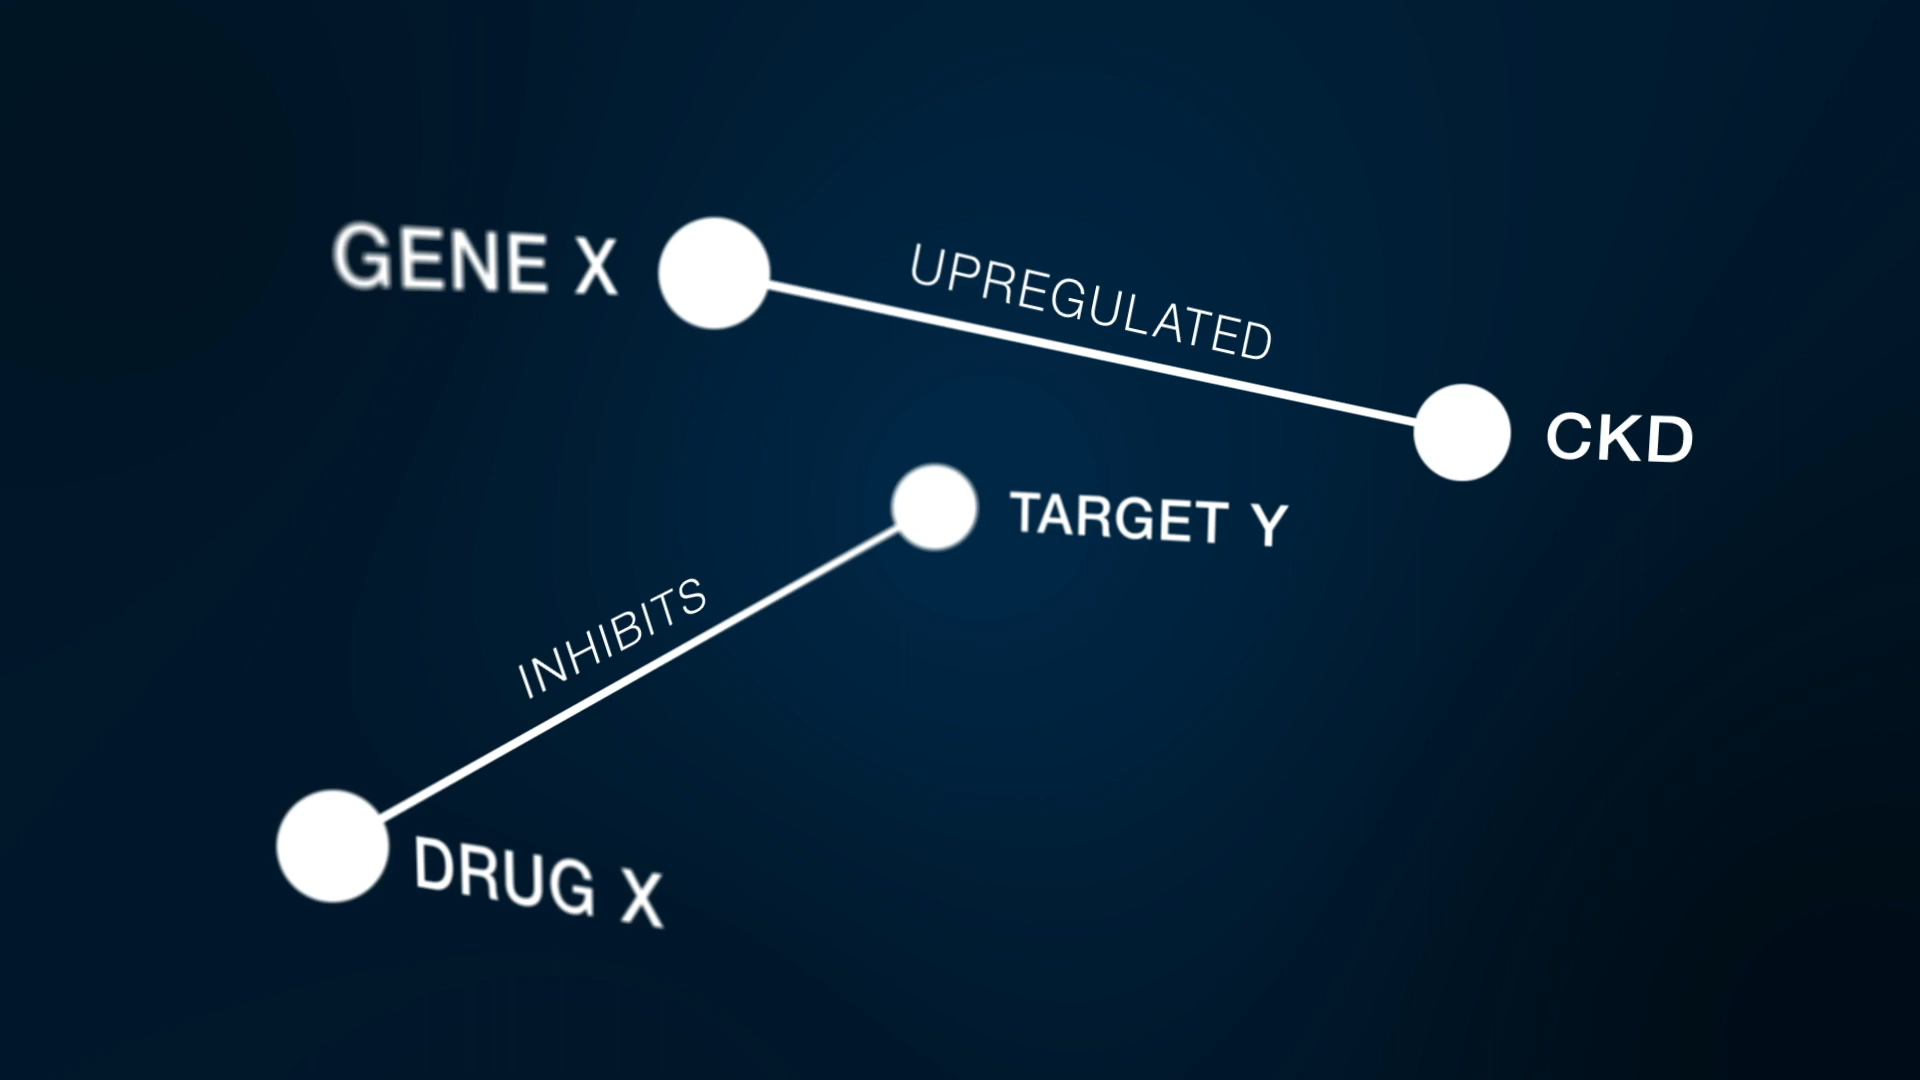 GENE X
UPREGULATED
CKD
TARGET Y
INHIBITS
DRUG X